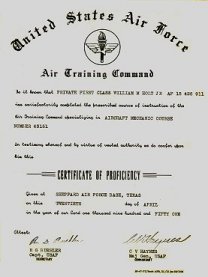 United States Air Force
Air Training Command
Be it known that PRIVATE FIRST CLASS WILLIAM M HOLT JR AF 15 426 011
has satisfactorily completed the prescribed course of instruction of the
Air Training Command specializing in AIRCRAFT MECHANIC COURSE
NUMBER 43151
In testimony whereof and by virtue of vested authority we do confer upon
him this
CERTIFICATE OF PROFICIENCY
Given at SHEPPARD AIR FORCE BASE, TEXAS
on this TWENTIETH day of APRIL
in the year of our Lord one thousand nine hundred and FIFTY ONE
Attest:
Capt, USAF
C V HAYNES
Maj Gen, USAF